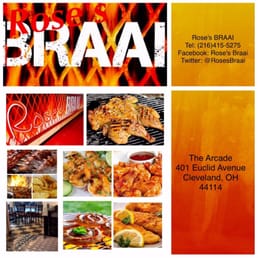 Rose's
BRAAI
Rose's BRAAI
Tel: (216)415-5275
Facebook: Rose's Braai
Twitter: @RosesBraai
Rose's
The Arcade
401 Euclid Avenue
Cleveland, OH
44114